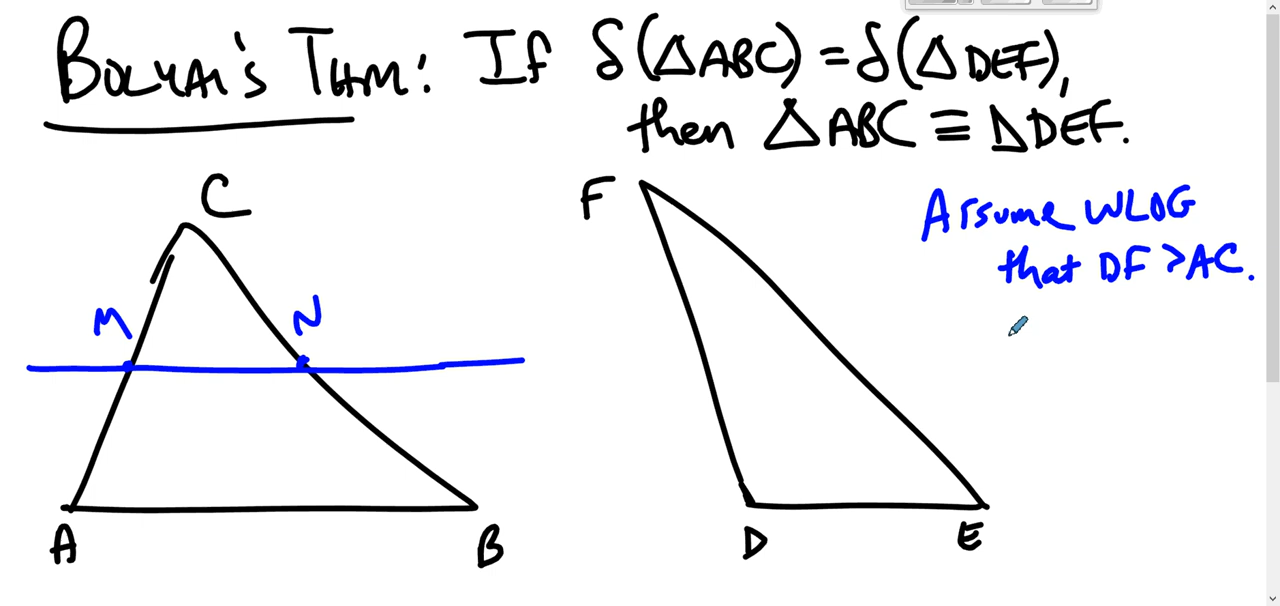 BOLYAI'S THM: If δ(△ABC) = δ(△DEF),
then △ABC ≡ △DEF.
C
F
Assume WLOG
that DF > AC.
M
N
A
B
D
E